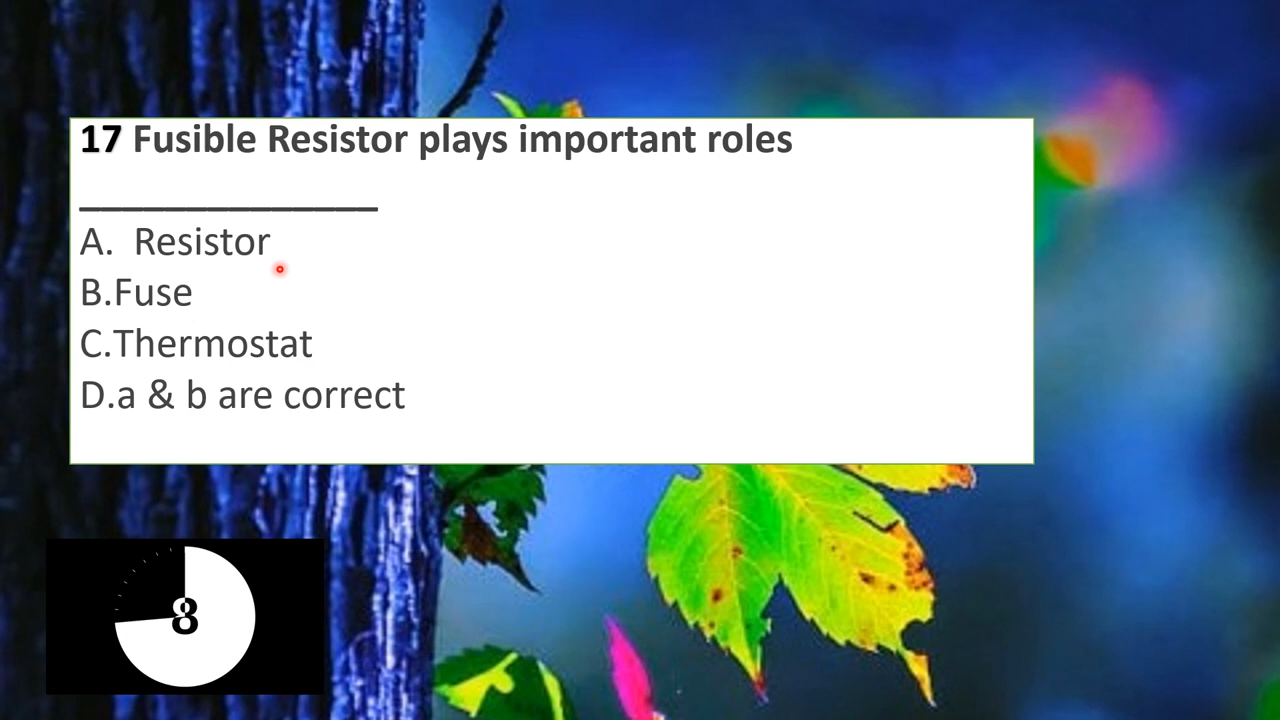 17 Fusible Resistor plays important roles
______________
A.  Resistor
B.Fuse
C.Thermostat
D.a & b are correct
8